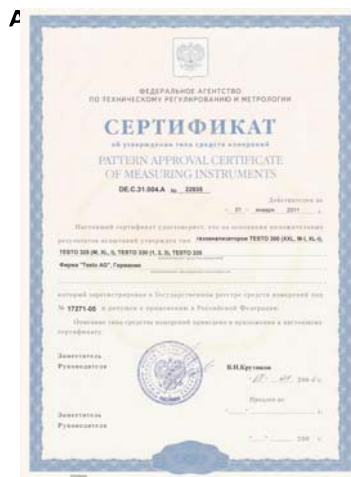 А
ФЕДЕРАЛЬНОЕ АГЕНТСТВО
ПО ТЕХНИЧЕСКОМУ РЕГУЛИРОВАНИЮ И МЕТРОЛОГИИ
СЕРТИФИКАТ
об утверждении типа средств измерений
PATTERN APPROVAL CERTIFICATE
OF MEASURING INSTRUMENTS
DE.C.31.004.A № 22935
Действителен до
" 01 " января 2011 г.
Настоящий сертификат удостоверяет, что на основании положительных
результатов испытаний утвержден тип газоанализаторов TESTO 300 (XXL, M-I, XL-I),
TESTO 325 (M, XL, I), TESTO 330 (1, 2, 3), TESTO 335
Фирма "Testo AG", Германия
который зарегистрирован в Государственном реестре средств измерений под
№ 17271-05 и допущен к применению в Российской Федерации.
Описание типа средства измерений приведено в приложении к настоящему
сертификату.
Заместитель
Руководителя
В.Н.Крутиков
200 г.
Продлен до
" " г.
Заместитель
Руководителя
" " 200 г.